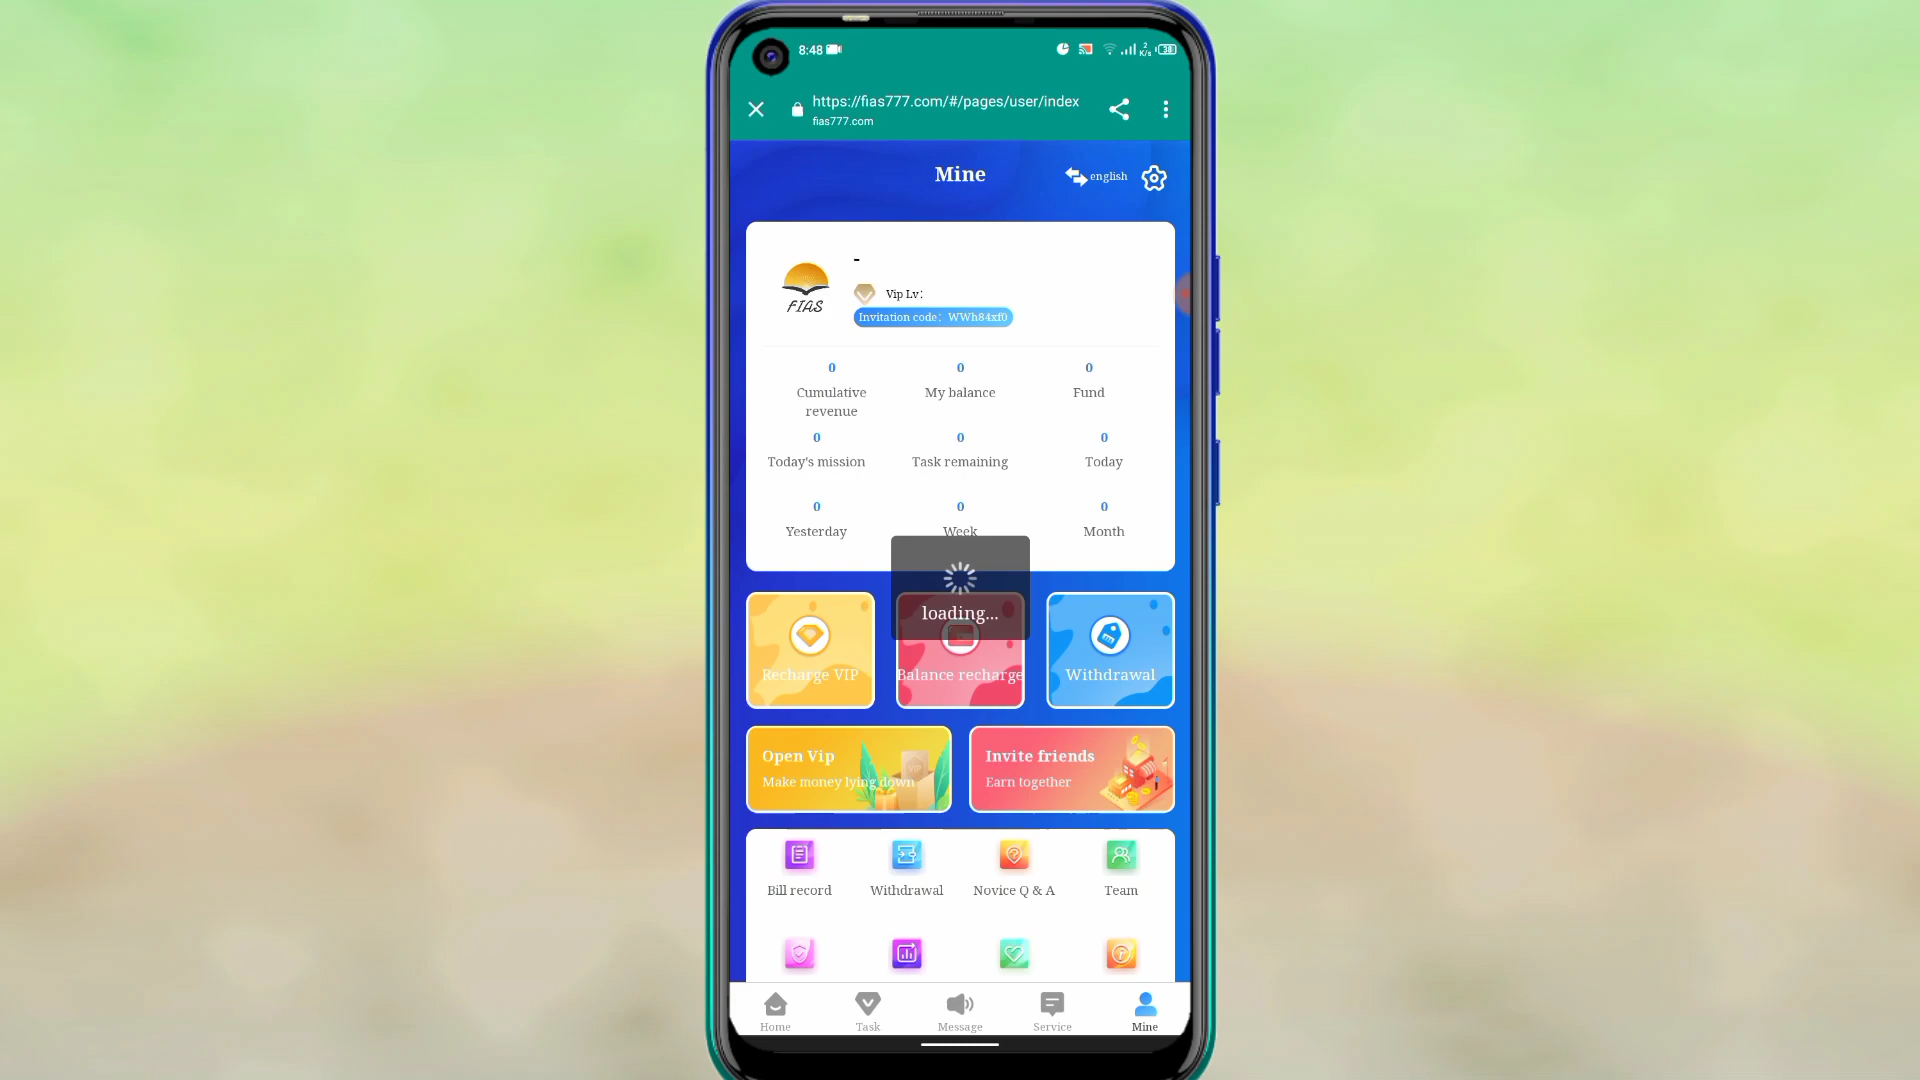 8:48
2
K/s
38
https://fias777.com/#/pages/user/index
fias777.com
Mine
english
-
FIAS
Vip Lv:
Invitation code: WWh84xf0
0
0
0
Cumulative
revenue
My balance
Fund
0
0
0
Today's mission
Task remaining
Today
0
0
0
Yesterday
Week
Month
loading...
Recharge VIP
Balance recharge
Withdrawal
Open Vip
Make money lying down
Invite friends
Earn together
Bill record
Withdrawal
Novice Q & A
Team
Home
Task
Message
Service
Mine